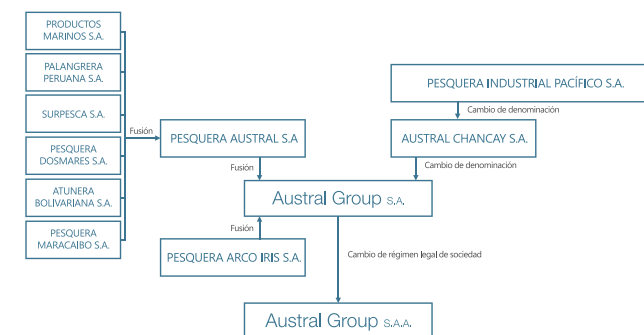 PRODUCTOS
MARINOS S.A.
PALANGRERA
PERUANA S.A.
SURPESCA S.A.
PESQUERA
DOSMARES S.A.
ATUNERA
BOLIVARIANA S.A.
PESQUERA
MARACAIBO S.A.
Fusión
PESQUERA AUSTRAL S.A
Fusión
PESQUERA INDUSTRIAL PACÍFICO S.A.
Cambio de denominación
AUSTRAL CHANCAY S.A.
Cambio de denominación
Austral Group S.A.
Fusión
PESQUERA ARCO IRIS S.A.
Cambio de régimen legal de sociedad
Austral Group S.A.A.